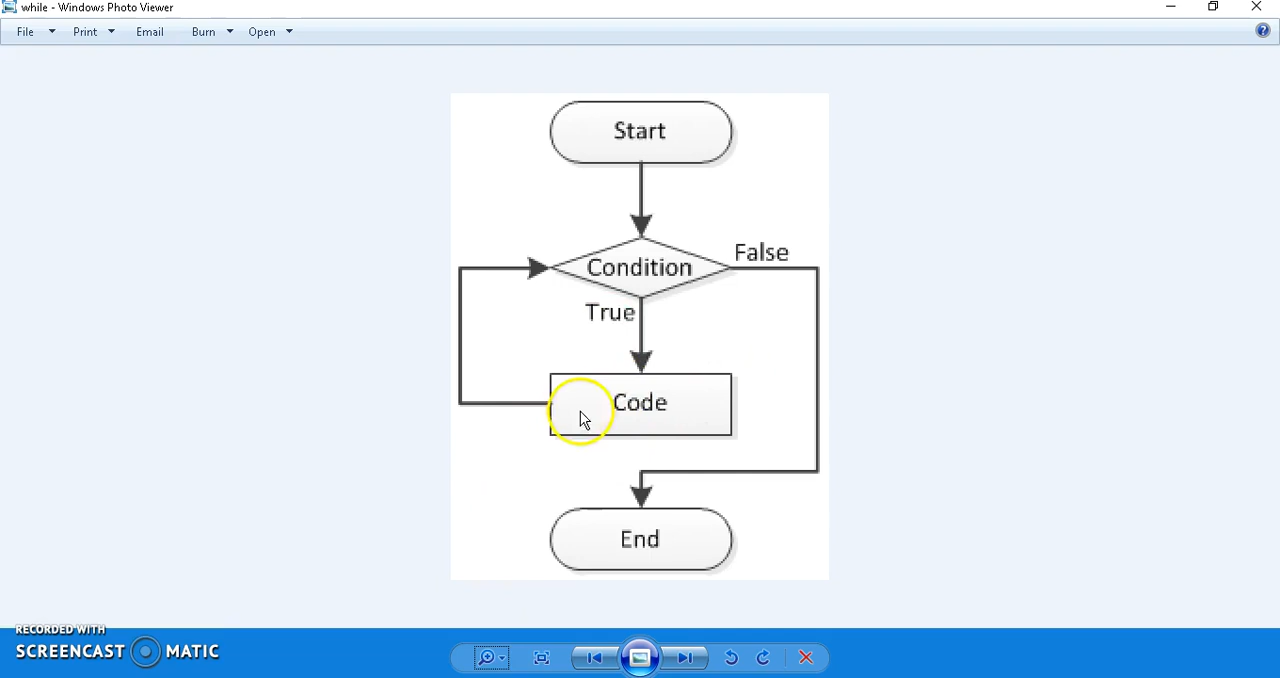 while - Windows Photo Viewer
File Print Email Burn Open
Start
Condition
False
True
Code
End
RECORDED WITH
SCREENCAST MATIC